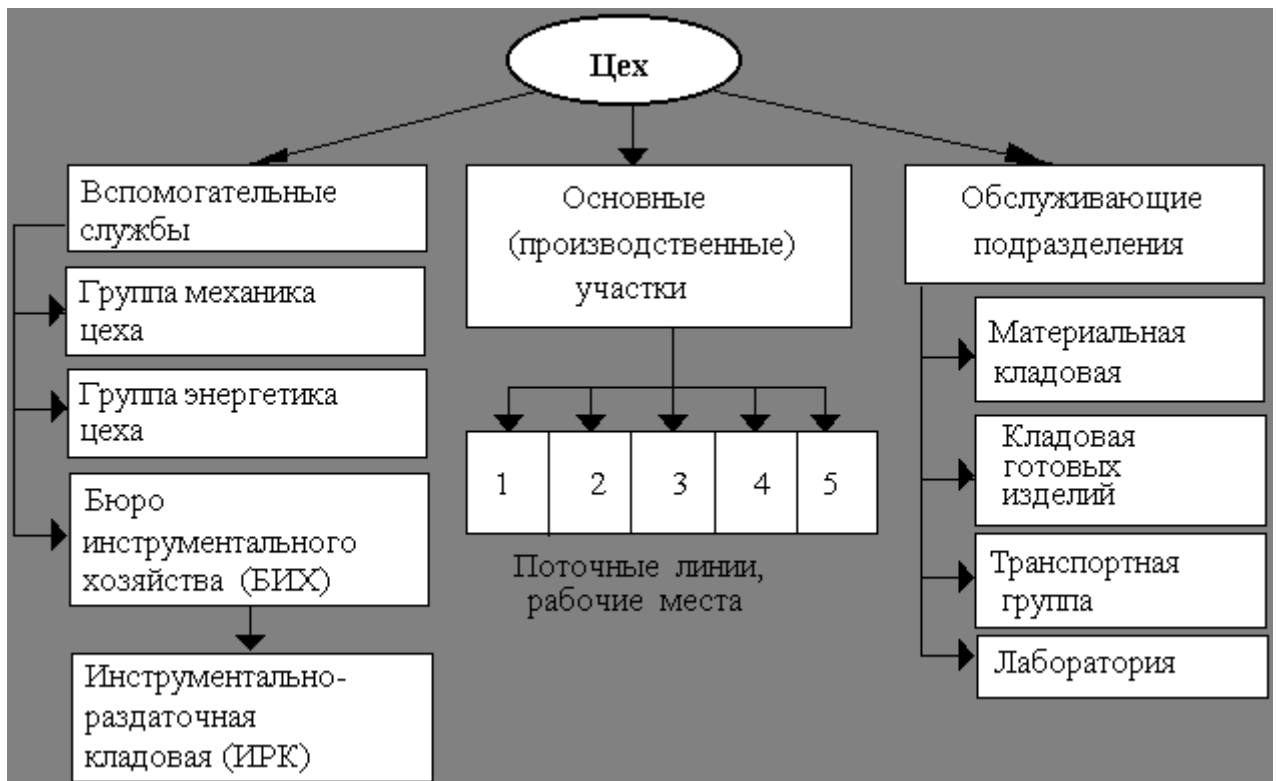 Цех
Вспомогательные
службы
Группа механика
цеха
Группа энергетика
цеха
Бюро
инструментального
хозяйства (БИХ)
Инструментально-
раздаточная
кладовая (ИРК)
Основные
(производственные)
участки
1 2 3 4 5
Поточные линии,
рабочие места
Обслуживающие
подразделения
Материальная
кладовая
Кладовая
готовых
изделий
Транспортная
группа
Лаборатория